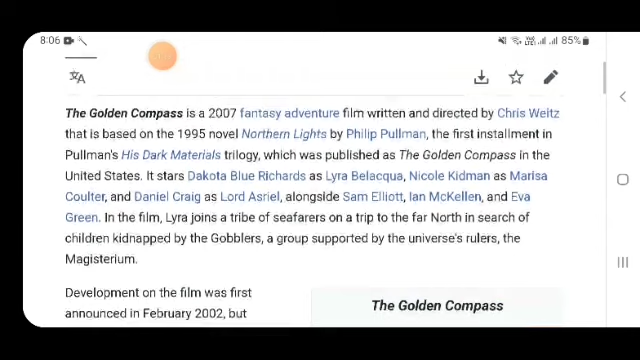 8:06 85%
The Golden Compass is a 2007 fantasy adventure film written and directed by Chris Weitz
that is based on the 1995 novel Northern Lights by Philip Pullman, the first installment in
Pullman's His Dark Materials trilogy, which was published as The Golden Compass in the
United States. It stars Dakota Blue Richards as Lyra Belacqua, Nicole Kidman as Marisa
Coulter, and Daniel Craig as Lord Asriel, alongside Sam Elliott, Ian McKellen, and Eva
Green. In the film, Lyra joins a tribe of seafarers on a trip to the far North in search of
children kidnapped by the Gobblers, a group supported by the universe's rulers, the
Magisterium.
Development on the film was first
announced in February 2002, but
The Golden Compass